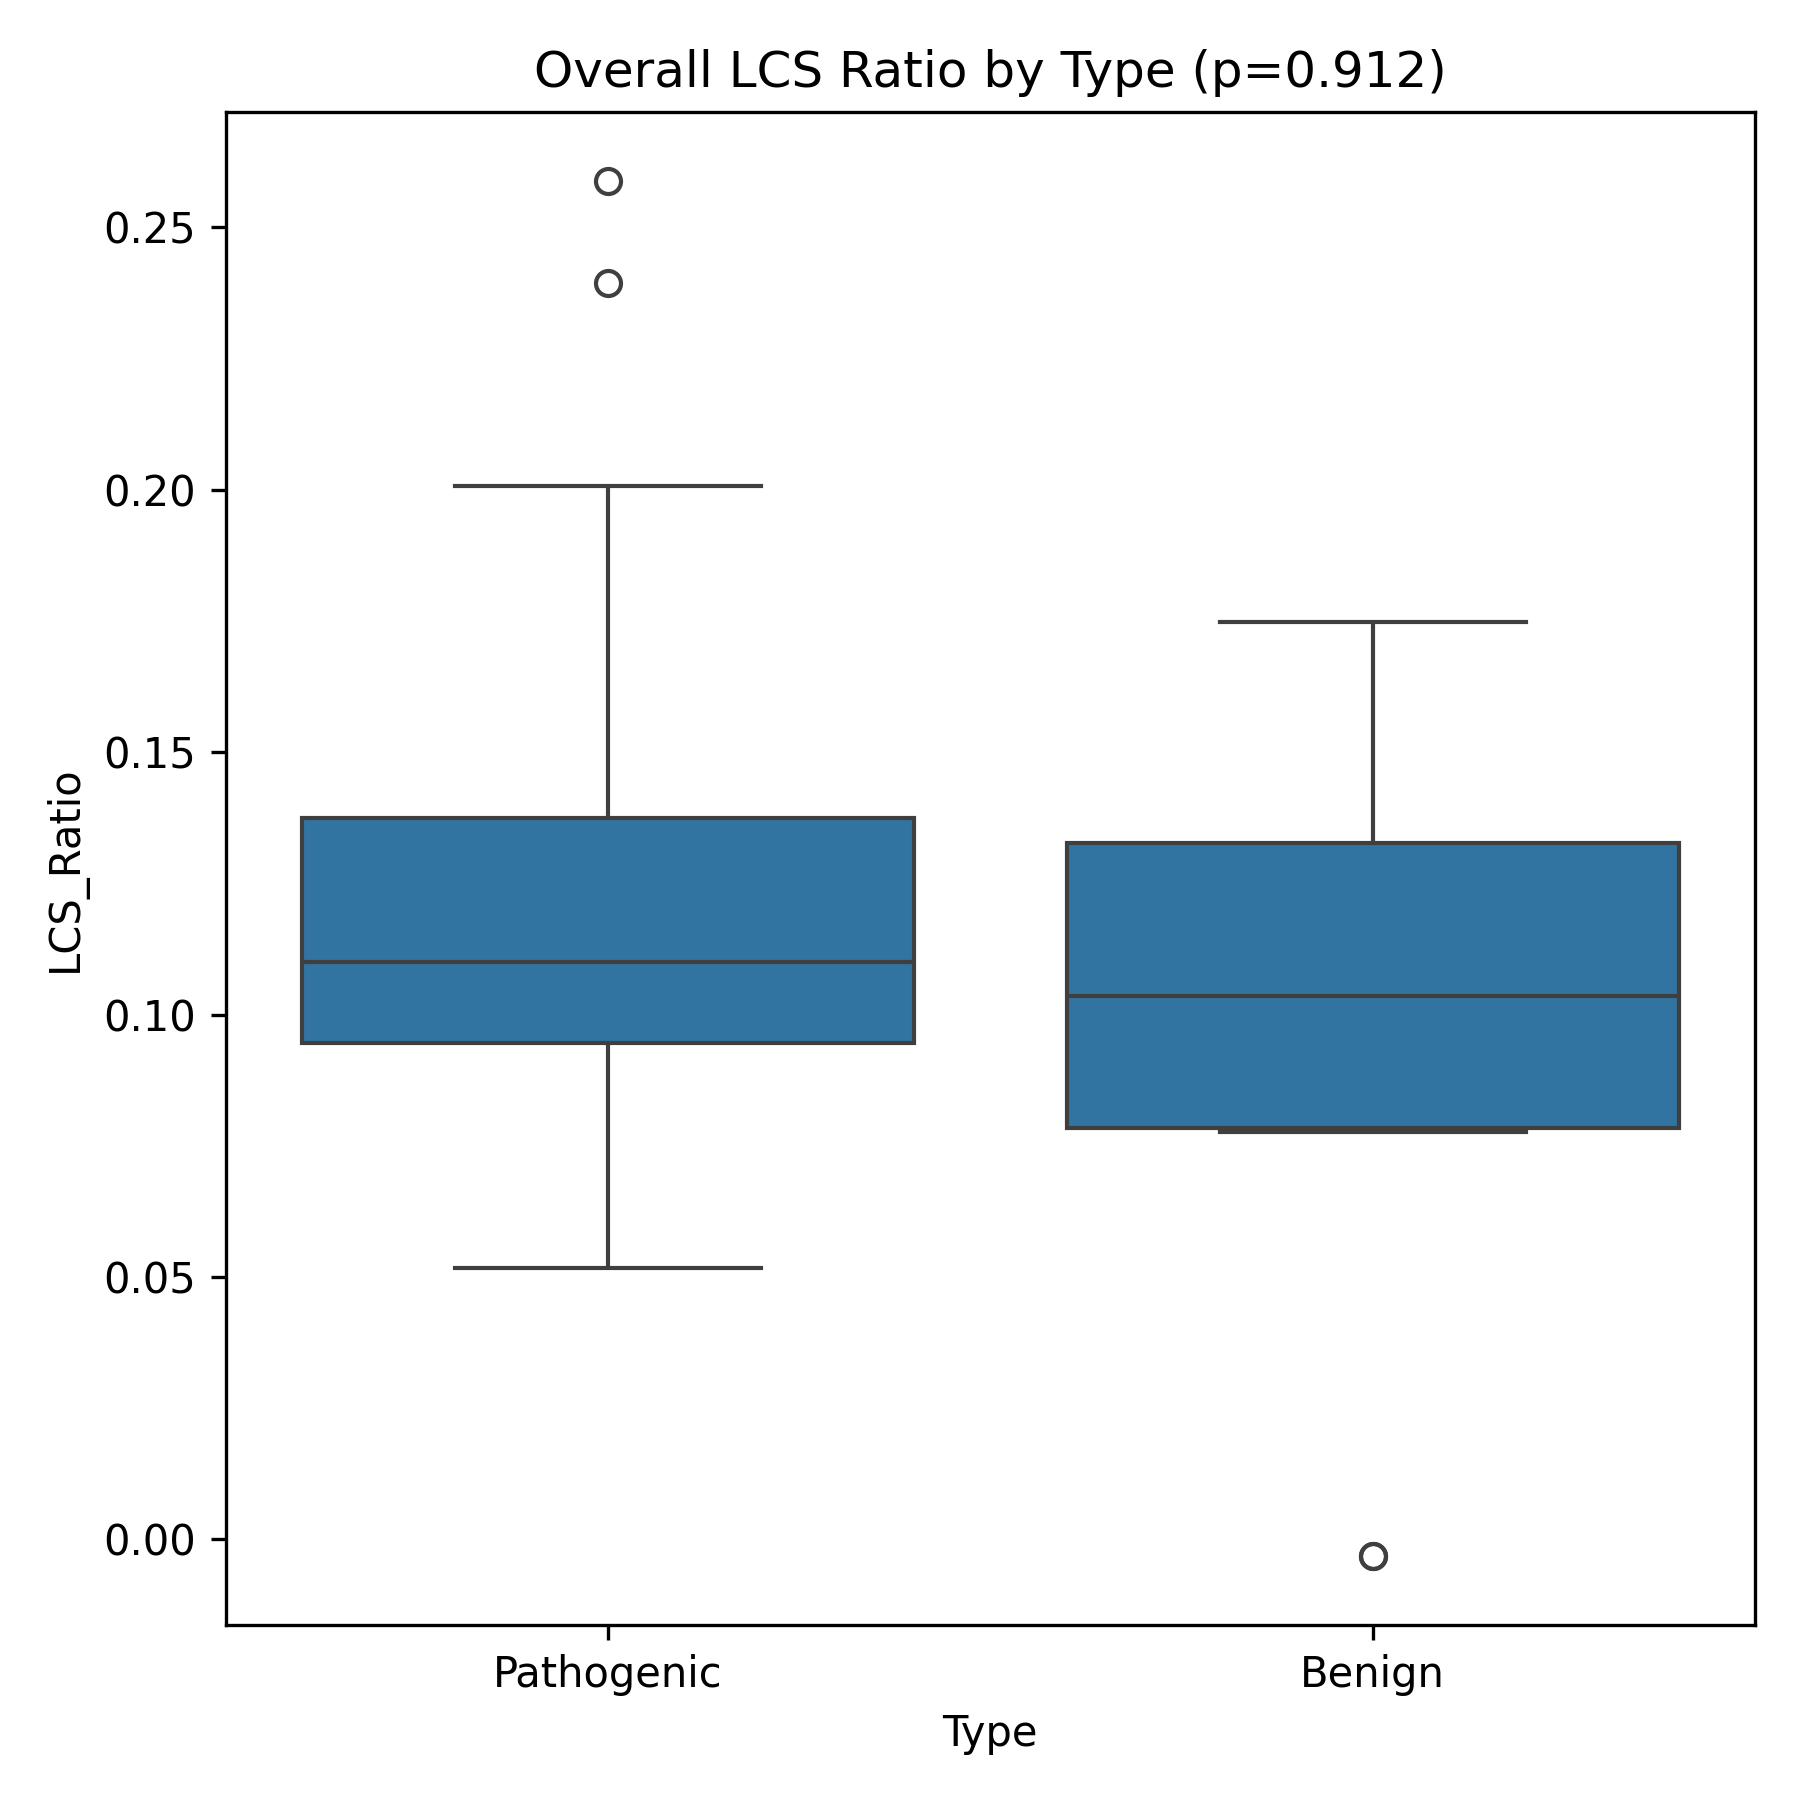 Overall LCS Ratio by Type (p=0.912)
0.25
0.20
0.15
0.10
0.05
0.00
LCS_Ratio
Pathogenic Benign
Type